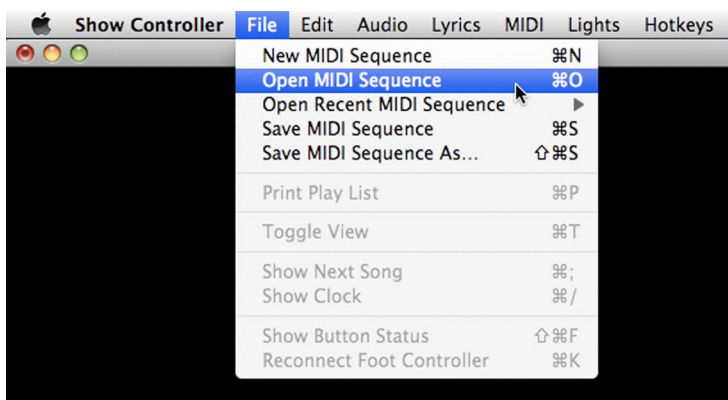 Show Controller File Edit Audio Lyrics MIDI Lights Hotkeys
New MIDI Sequence ⌘N
Open MIDI Sequence ⌘O
Open Recent MIDI Sequence ▶
Save MIDI Sequence ⌘S
Save MIDI Sequence As... ⇧⌘S
Print Play List ⌘P
Toggle View ⌘T
Show Next Song ⌘;
Show Clock ⌘/
Show Button Status ⇧⌘F
Reconnect Foot Controller ⌘K